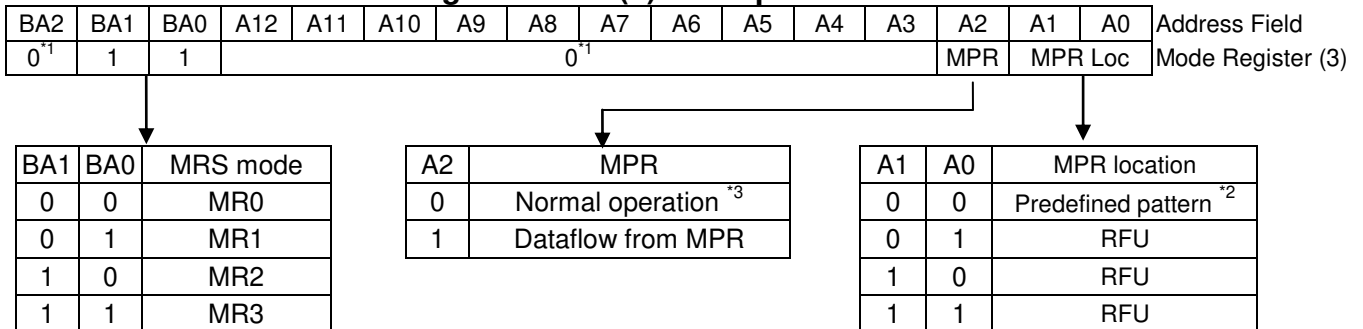 BA2 BA1 BA0 A12 A11 A10 A9 A8 A7 A6 A5 A4 A3 A2 A1 A0 Address Field
0*1 1 1 0*1 MPR MPR Loc Mode Register (3)
BA1 BA0 MRS mode
0 0 MR0
0 1 MR1
1 0 MR2
1 1 MR3
A2 MPR
0 Normal operation *3
1 Dataflow from MPR
A1 A0 MPR location
0 0 Predefined pattern *2
0 1 RFU
1 0 RFU
1 1 RFU